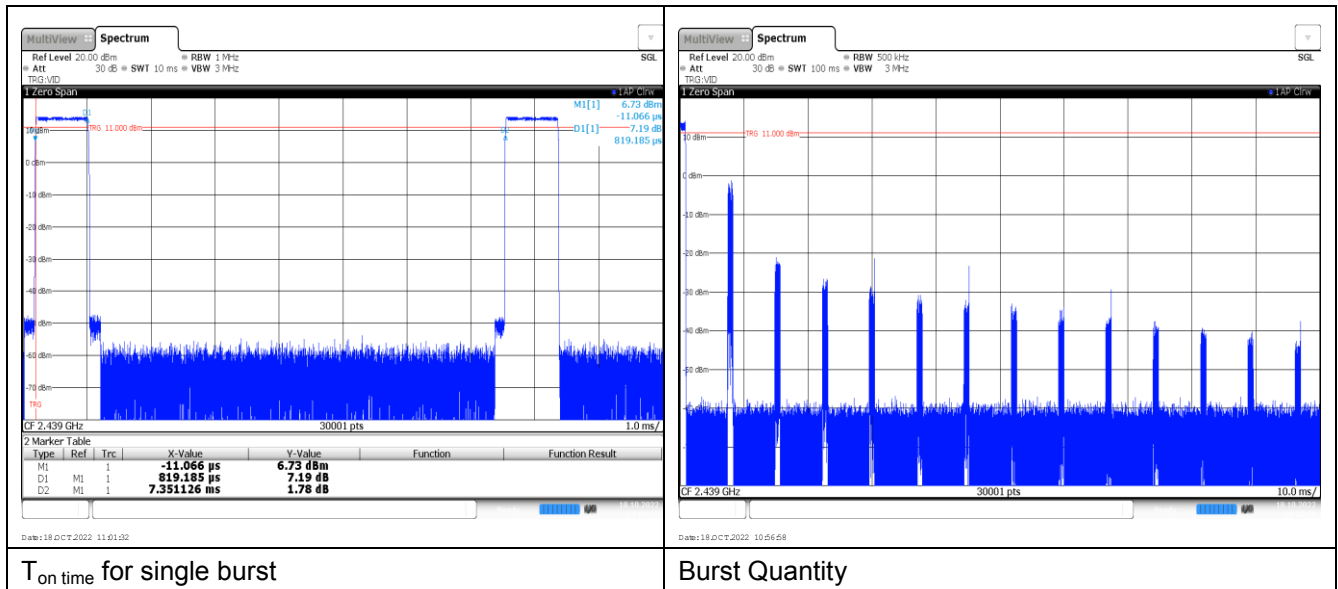 MultiView Spectrum
Ref Level 20.00 dBm RBW 1 MHz SGL
Att 30 dB SWT 10 ms VBW 3 MHz
TRG:VID
1 Zero Span 1AP Clrw
M1[1] 6.73 dBm
-11.066 µs
D1[1] 7.19 dB
819.185 µs
D1
TRG 11.000 dBm
0 dBm
-10 dBm
-20 dBm
-30 dBm
-40 dBm
dBm
-60 dBm
-70 dBm
TRG
CF 2.439 GHz 30001 pts 1.0 ms/
2 Marker Table
Type Ref Trc X-Value Y-Value Function Function Result
M1 1 -11.066 µs 6.73 dBm
D1 M1 1 819.185 µs 7.19 dB
D2 M1 1 7.351126 ms 1.78 dB
Date: 18.OCT.2022 11:01:32
T on time for single burst
MultiView Spectrum
Ref Level 20.00 dBm RBW 500 kHz SGL
Att 30 dB SWT 100 ms VBW 3 MHz
TRG:VID
1 Zero Span 1AP Clrw
10 dBm
TRG 11.000 dBm
0 dBm
-10 dBm
-20 dBm
-30 dBm
-40 dBm
-50 dBm
CF 2.439 GHz 30001 pts 10.0 ms/
Date: 18.OCT.2022 10:56:58
Burst Quantity